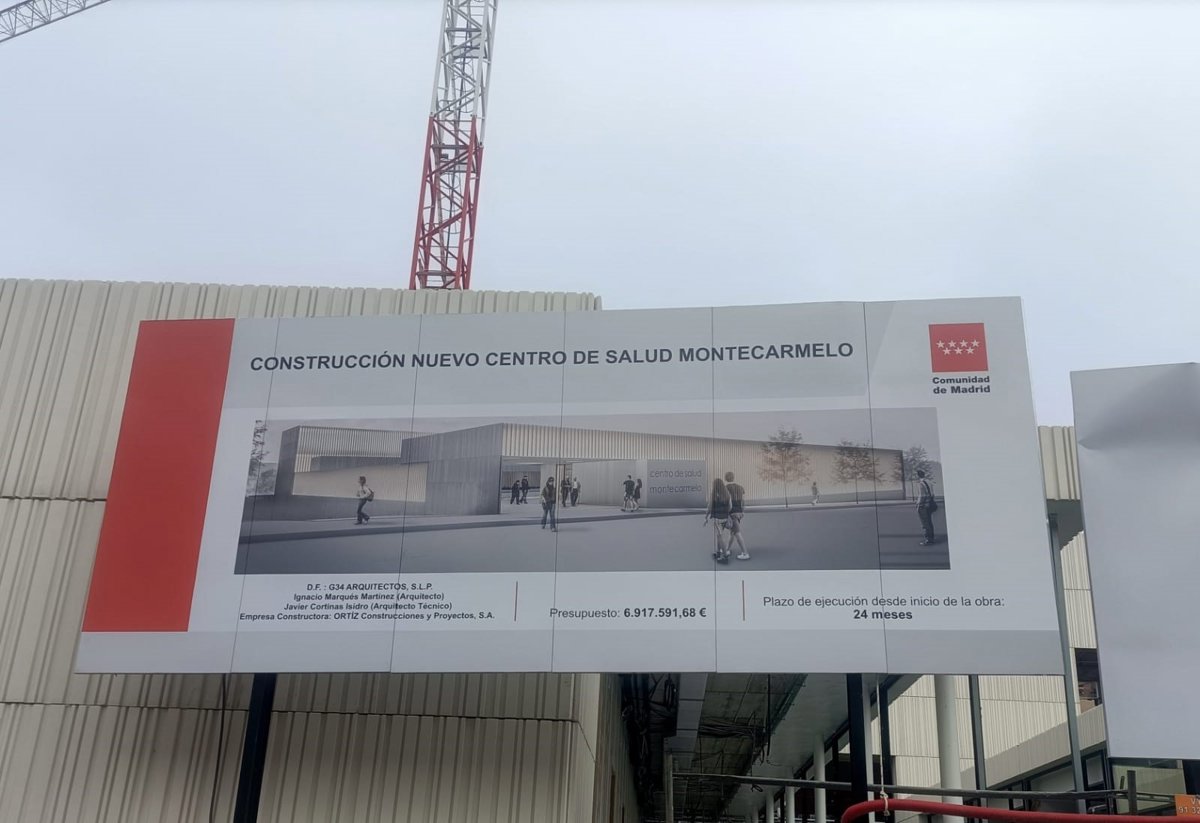 CONSTRUCCIÓN NUEVO CENTRO DE SALUD MONTECARMELO
Comunidad
de Madrid
centro de salud
montecarmelo
D.F. : G34 ARQUITECTOS, S.L.P.
Ignacio Marqués Martínez (Arquitecto)
Javier Cortinas Isidro (Arquitecto Técnico)
Empresa Constructora: ORTÍZ Construcciones y Proyectos, S.A.
Presupuesto: 6.917.591,68 €
Plazo de ejecución desde inicio de la obra:
24 meses